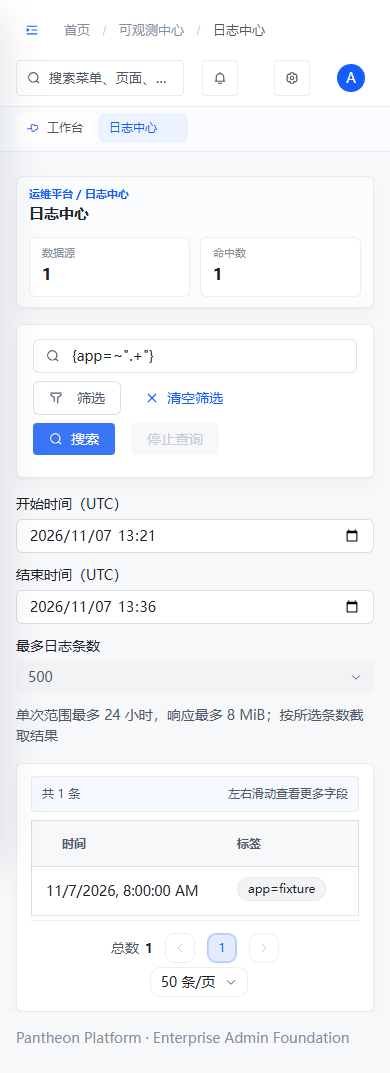 首页 / 可观测中心 / 日志中心
搜索菜单、页面、... A
工作台 日志中心
运维平台 / 日志中心
日志中心
数据源 命中数
1 1
{app=~".+"}
筛选 清空筛选
搜索 停止查询
开始时间（UTC）
2026/11/07 13:21
结束时间（UTC）
2026/11/07 13:36
最多日志条数
500
单次范围最多 24 小时，响应最多 8 MiB；按所选条数截
取结果
共 1 条 左右滑动查看更多字段
时间 标签
11/7/2026, 8:00:00 AM app=fixture
总数 1 1
50 条/页
Pantheon Platform · Enterprise Admin Foundation